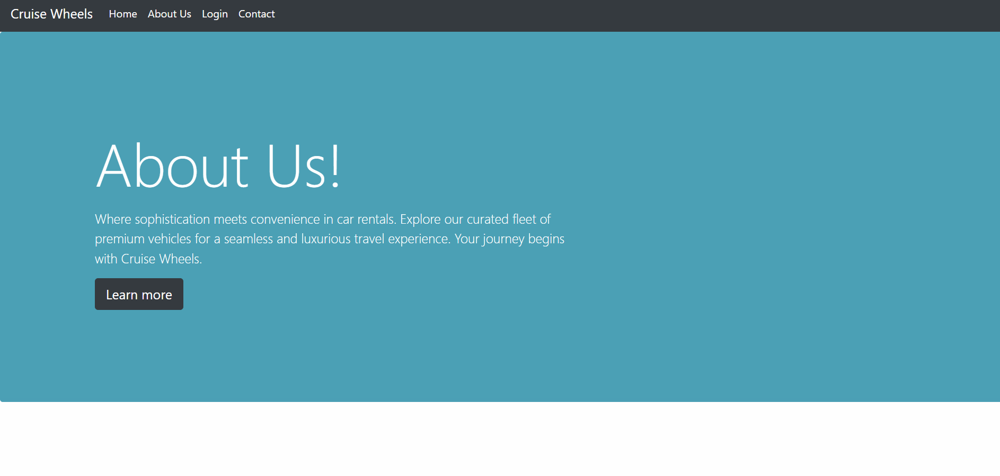 Cruise Wheels Home About Us Login Contact
About Us!
Where sophistication meets convenience in car rentals. Explore our curated fleet of
premium vehicles for a seamless and luxurious travel experience. Your journey begins
with Cruise Wheels.
Learn more